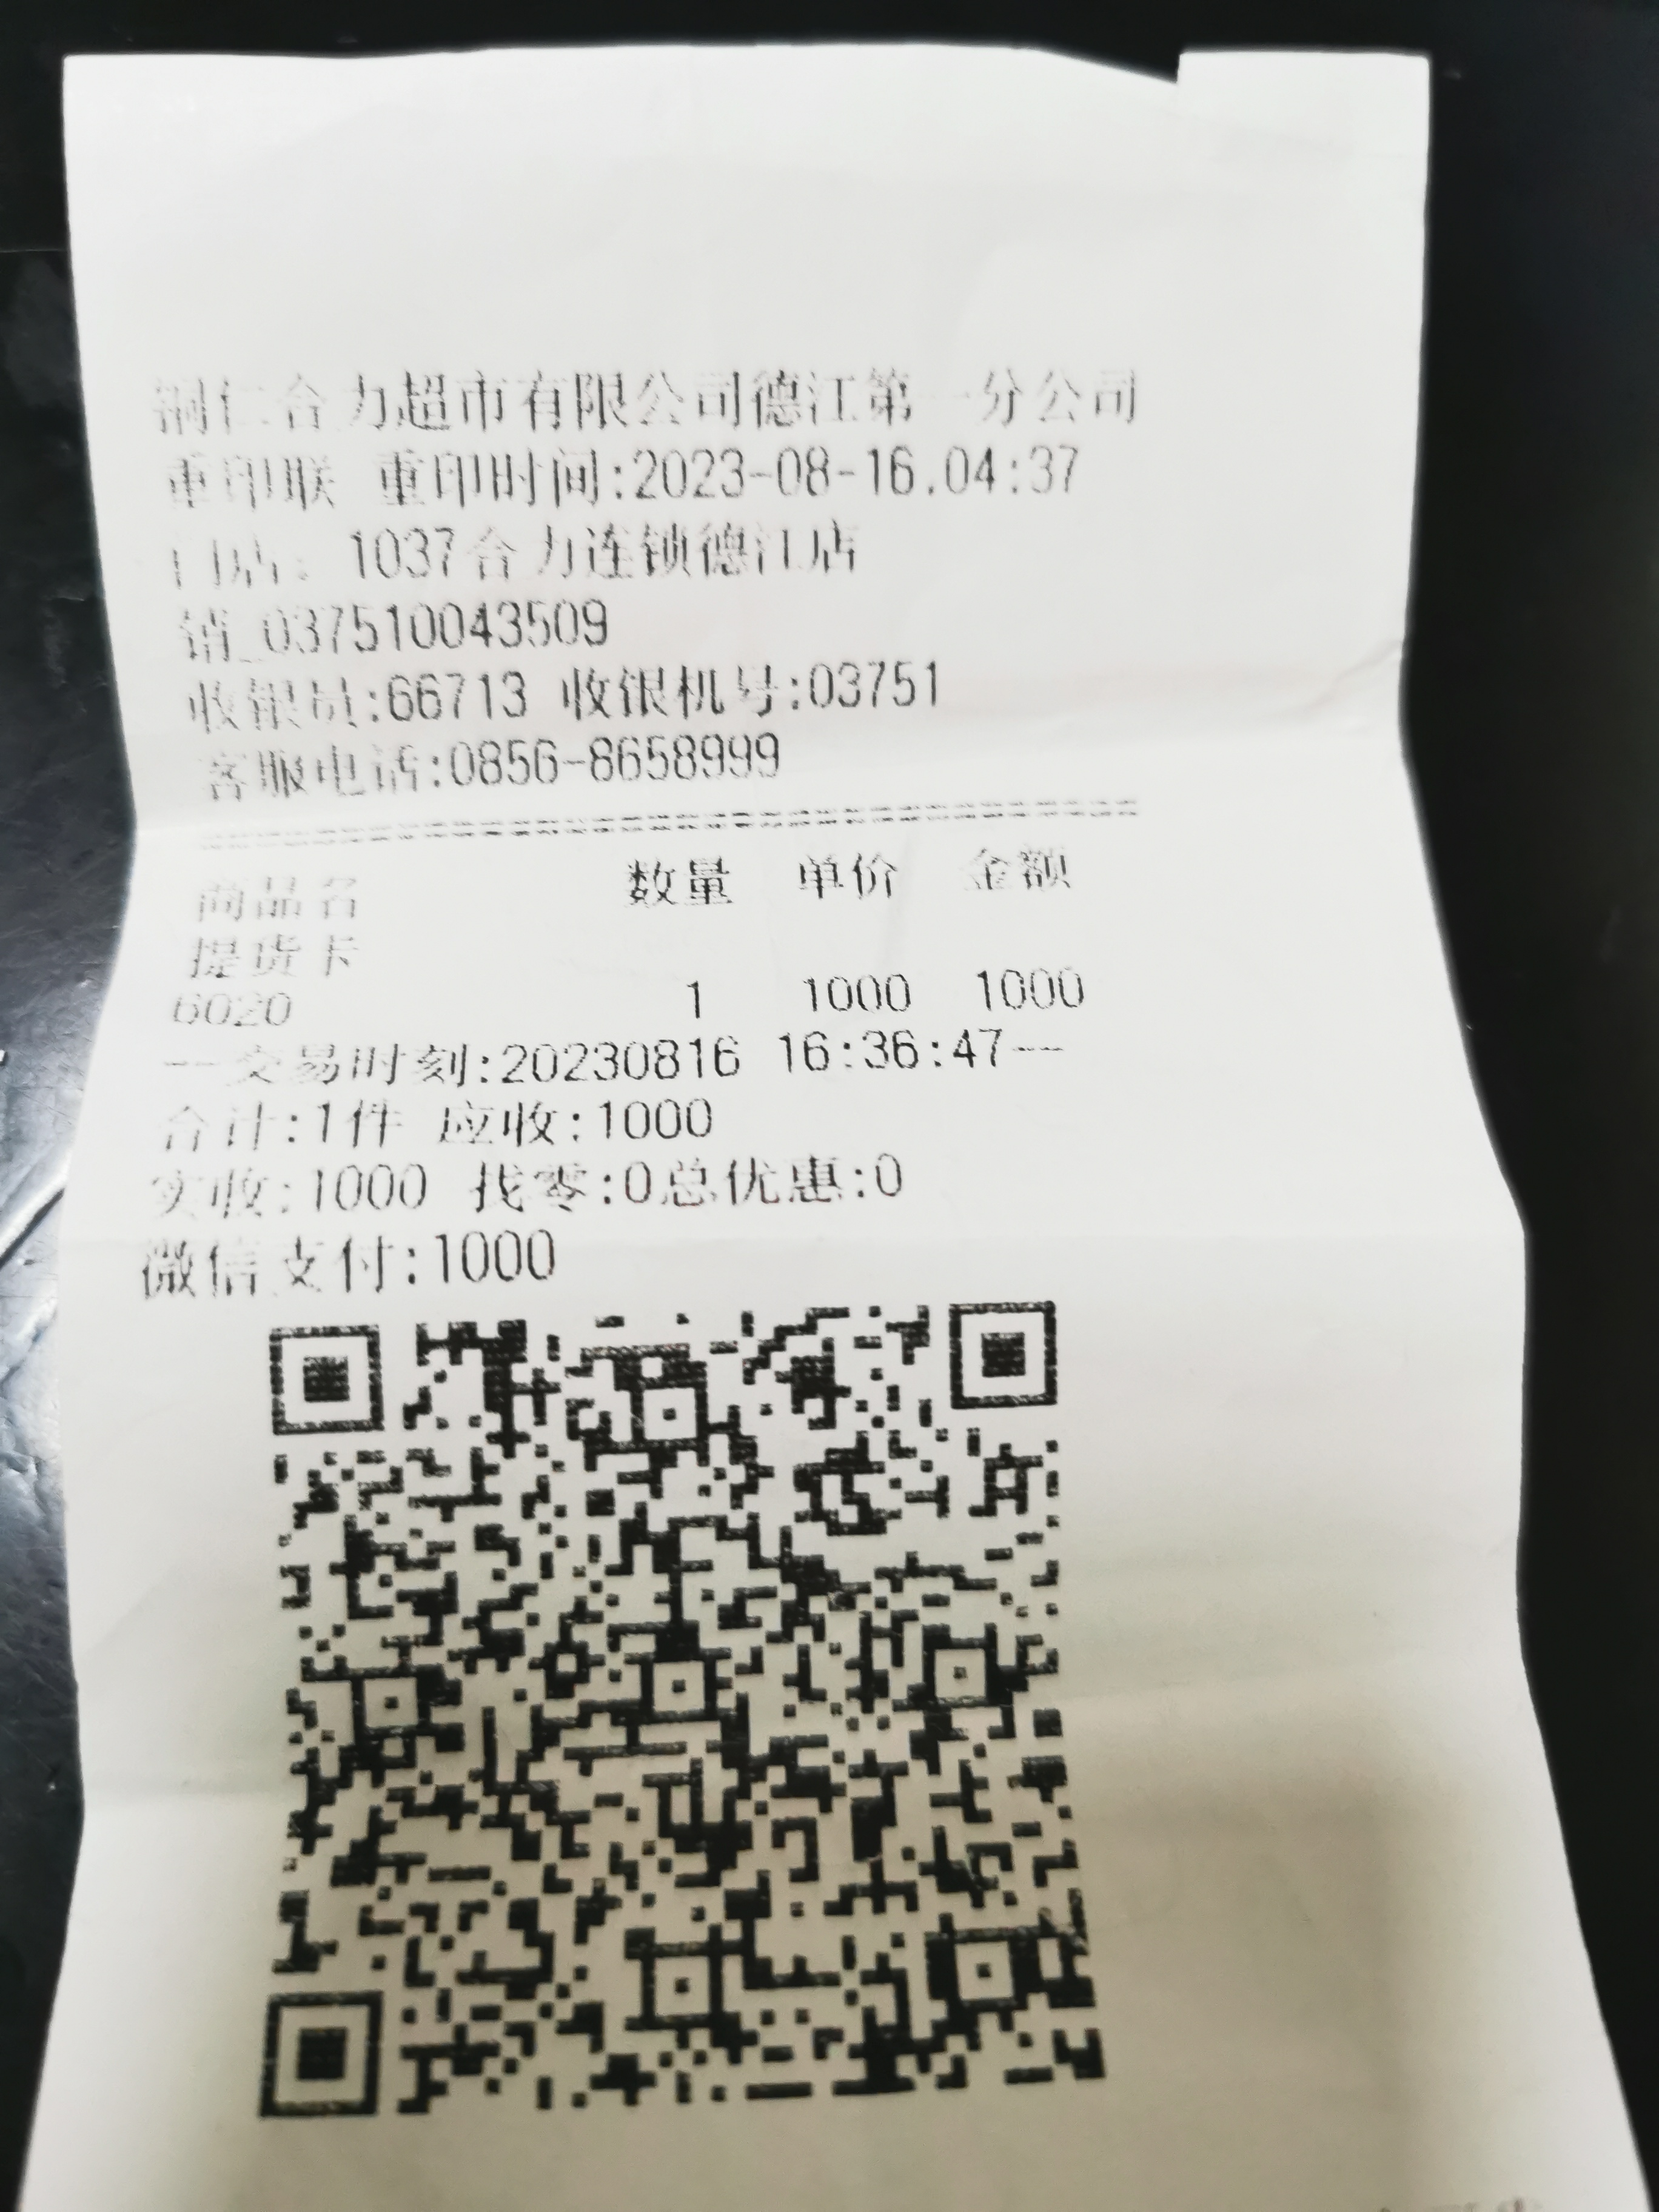 铜仁合力超市有限公司德江第一分公司
重印联 重印时间:2023-08-16.04:37
门店: 1037合力连锁德江店
销_037510043509
收银员:66713 收银机号:03751
客服电话:0856-8658999
商品名 数量 单价 金额
提货卡
6020 1 1000 1000
--交易时刻:20230816 16:36:47--
合计:1件 应收:1000
实收:1000 找零:0总优惠:0
微信支付:1000